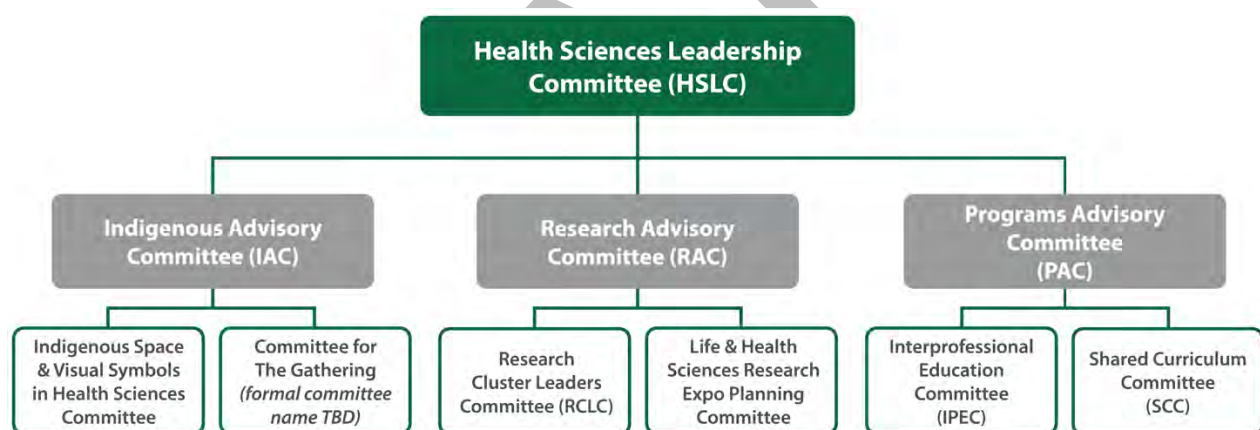 Health Sciences Leadership
Committee (HSLC)
Indigenous Advisory
Committee (IAC)
Research Advisory
Committee (RAC)
Programs Advisory
Committee
(PAC)
Indigenous Space
& Visual Symbols
in Health Sciences
Committee
Committee for
The Gathering
(formal committee
name TBD)
Research
Cluster Leaders
Committee (RCLC)
Life & Health
Sciences Research
Expo Planning
Committee
Interprofessional
Education
Committee
(IPEC)
Shared Curriculum
Committee
(SCC)